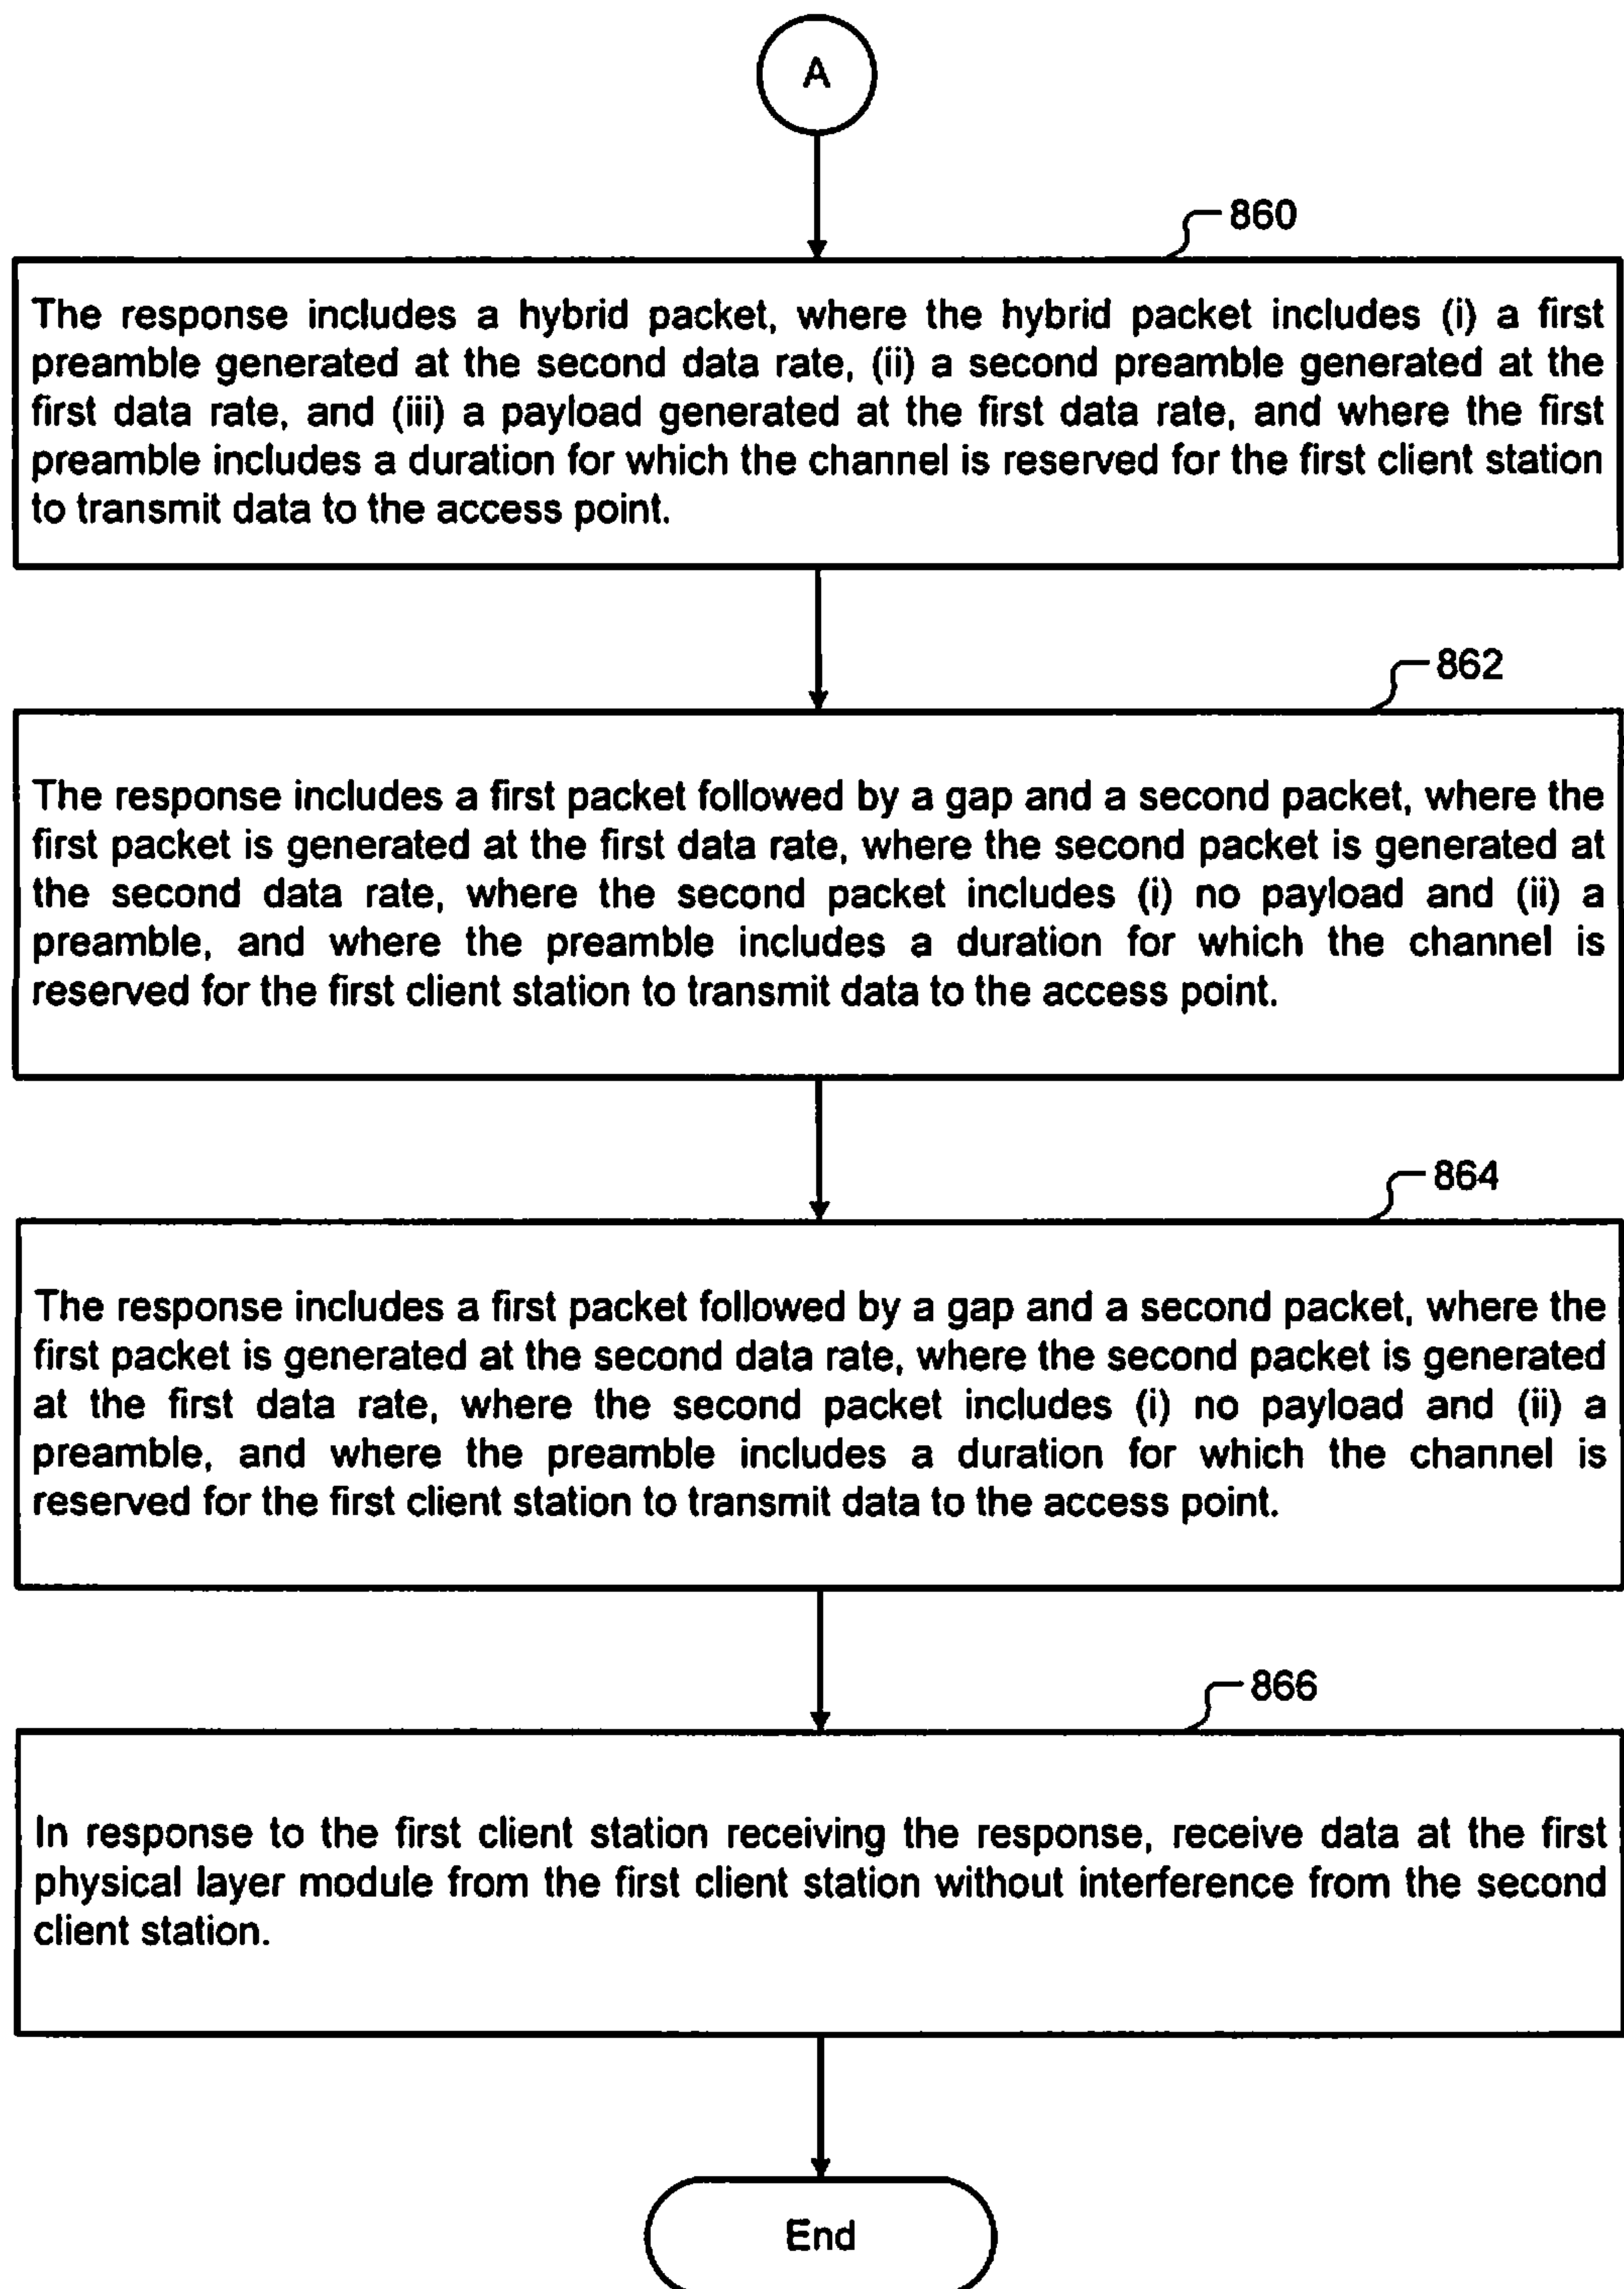 A
860
The response includes a hybrid packet, where the hybrid packet includes (i) a first
preamble generated at the second data rate, (ii) a second preamble generated at the
first data rate, and (iii) a payload generated at the first data rate, and where the first
preamble includes a duration for which the channel is reserved for the first client station
to transmit data to the access point.
862
The response includes a first packet followed by a gap and a second packet, where the
first packet is generated at the first data rate, where the second packet is generated at
the second data rate, where the second packet includes (i) no payload and (ii) a
preamble, and where the preamble includes a duration for which the channel is
reserved for the first client station to transmit data to the access point.
864
The response includes a first packet followed by a gap and a second packet, where the
first packet is generated at the second data rate, where the second packet is generated
at the first data rate, where the second packet includes (i) no payload and (ii) a
preamble, and where the preamble includes a duration for which the channel is
reserved for the first client station to transmit data to the access point.
866
In response to the first client station receiving the response, receive data at the first
physical layer module from the first client station without interference from the second
client station.
End